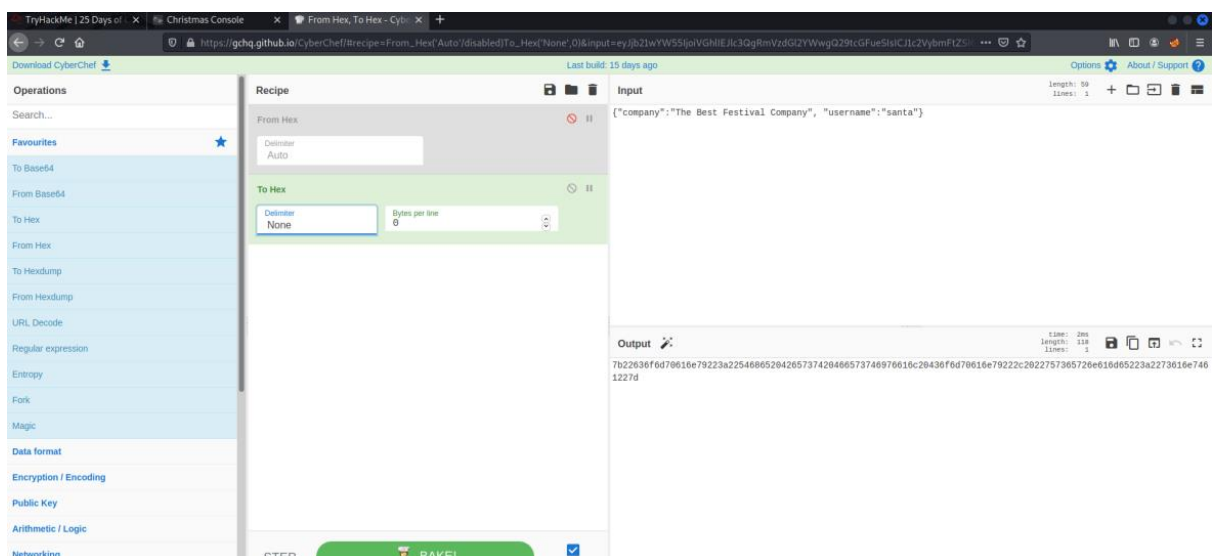 TryHackMe | 25 Days of
Christmas Console
From Hex, To Hex - Cybe
https://gchq.github.io/CyberChef/#recipe=From_Hex('Auto'/disabled)To_Hex('None',0)&input=
Download CyberChef
Last build: 15 days ago
Options
About / Support
Operations
Recipe
Input
length: 59
lines: 1
Search...
From Hex
{"company":"The Best Festival Company", "username":"santa"}
Favourites
Delimiter
Auto
To Base64
From Base64
To Hex
To Hex
Delimiter
None
Bytes per line
0
From Hex
To Hexdump
From Hexdump
URL Decode
Regular expression
Output
time: 2ms
length: 118
lines: 1
7b22636f6d70616e79223a22546865204265737420466573746976616c20436f6d70616e79222c2022757365726e616d65223a2273616e746
1227d
Entropy
Fork
Magic
Data format
Encryption / Encoding
Public Key
Arithmetic / Logic
Networking
STEP
BAKE!